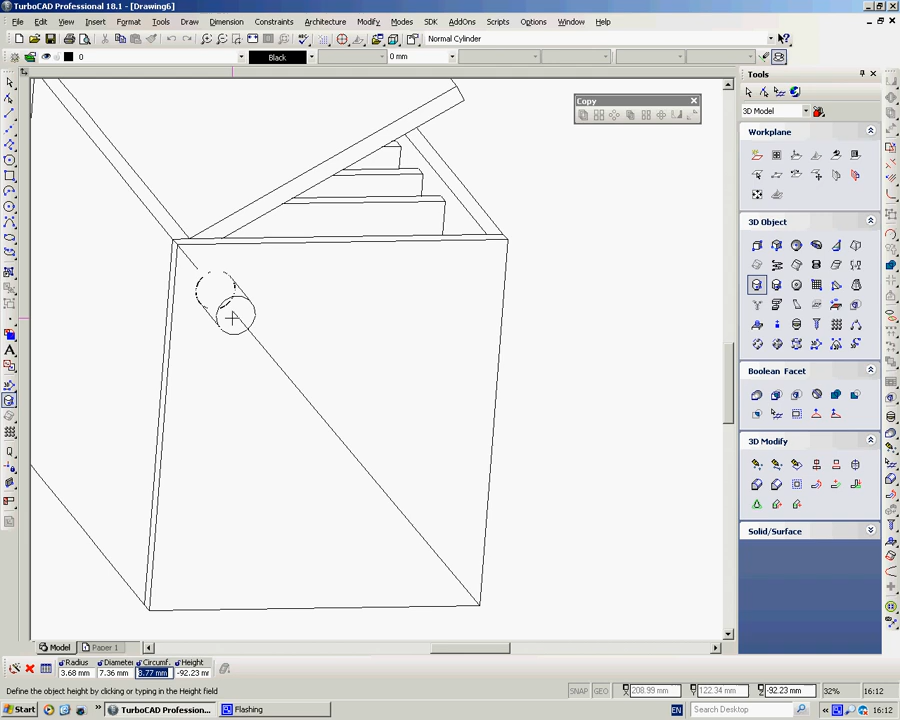 TurboCAD Professional 18.1 - [Drawing6]
File Edit View Insert Format Tools Draw Dimension Constraints Architecture Modify Modes SDK AddOns Scripts Options Window Help
Normal Cylinder
0 Black 0 mm
Copy
Tools
3D Model
Workplane
3D Object
Boolean Facet
3D Modify
Solid/Surface
Model Paper 1
Radius Diameter Circumf. Height
3.68 mm 7.36 mm -92.23 mm
Define the object height by clicking or typing in the Height field
SNAP GEO 208.99 mm 122.34 mm -92.23 mm 32% 16:12
Start TurboCAD Profession... Flashing EN Search Desktop 16:12